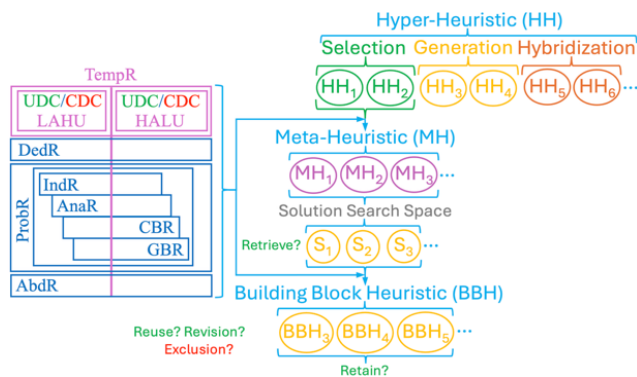 Hyper-Heuristic (HH)
Selection Generation Hybridization
HH1 HH2 HH3 HH4 HH5 HH6 ...
TempR
UDC/CDC UDC/CDC
LAHU HALU
DedR
ProbR
IndR
AnaR
CBR
GBR
AbdR
Meta-Heuristic (MH)
MH1 MH2 MH3 ...
Solution Search Space
Retrieve? S1 S2 S3 ...
Building Block Heuristic (BBH)
Reuse? Revision?
Exclusion?
BBH3 BBH4 BBH5 ...
Retain?